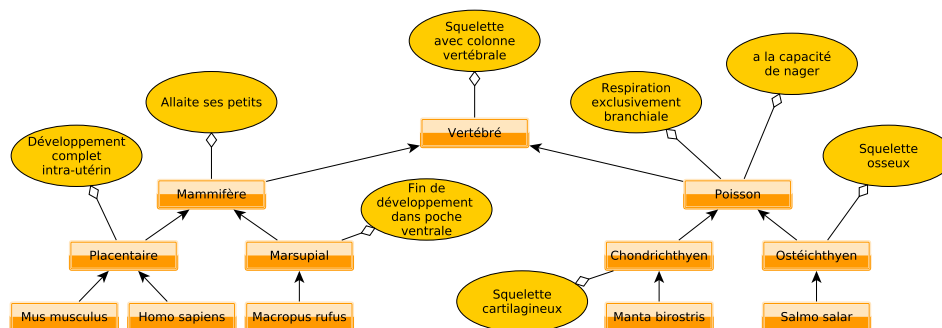 Squelette
avec colonne
vertébrale
a la capacité
de nager
Allaite ses petits
Respiration
exclusivement
branchiale
Vertébré
Développement
complet
intra-utérin
Squelette
osseux
Mammifère
Fin de
développement
dans poche
ventrale
Poisson
Placentaire
Marsupial
Chondrichthyen
Ostéichthyen
Squelette
cartilagineux
Mus musculus
Homo sapiens
Macropus rufus
Manta birostris
Salmo salar